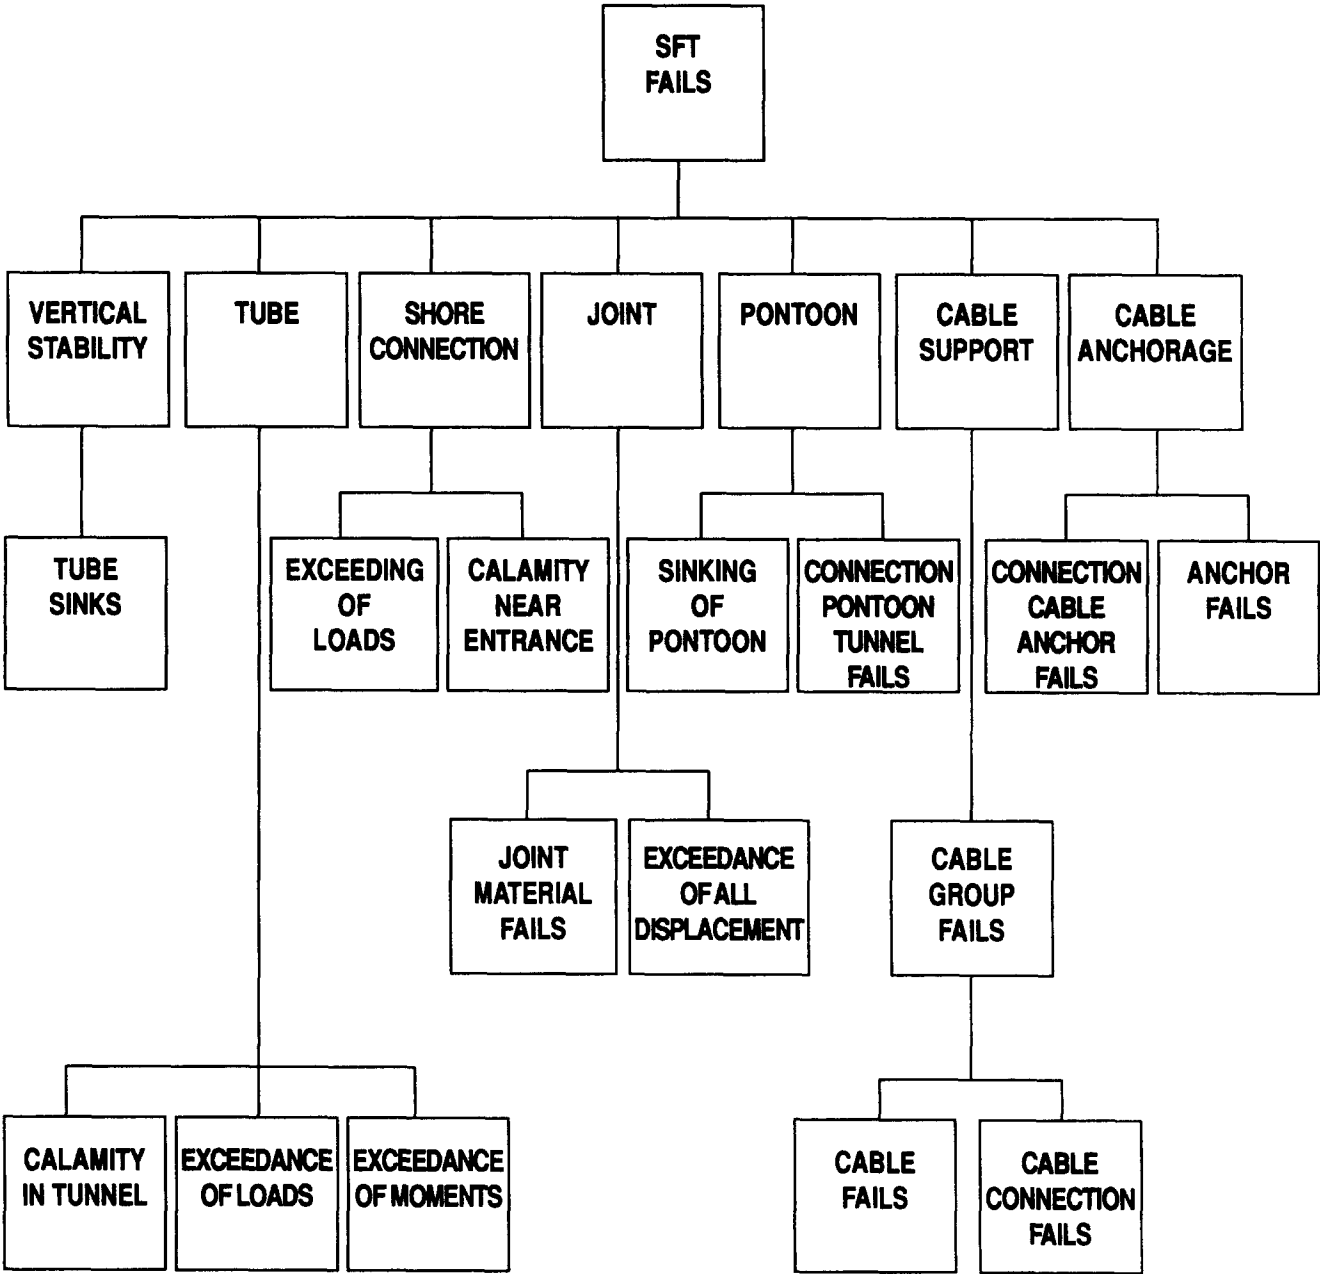 SFT
FAILS
VERTICAL
STABILITY
TUBE
SHORE
CONNECTION
JOINT
PONTOON
CABLE
SUPPORT
CABLE
ANCHORAGE
TUBE
SINKS
EXCEEDING
OF
LOADS
CALAMITY
NEAR
ENTRANCE
SINKING
OF
PONTOON
CONNECTION
PONTOON
TUNNEL
FAILS
CONNECTION
CABLE
ANCHOR
FAILS
ANCHOR
FAILS
JOINT
MATERIAL
FAILS
EXCEEDANCE
OF ALL
DISPLACEMENT
CABLE
GROUP
FAILS
CALAMITY
IN TUNNEL
EXCEEDANCE
OF LOADS
EXCEEDANCE
OF MOMENTS
CABLE
FAILS
CABLE
CONNECTION
FAILS